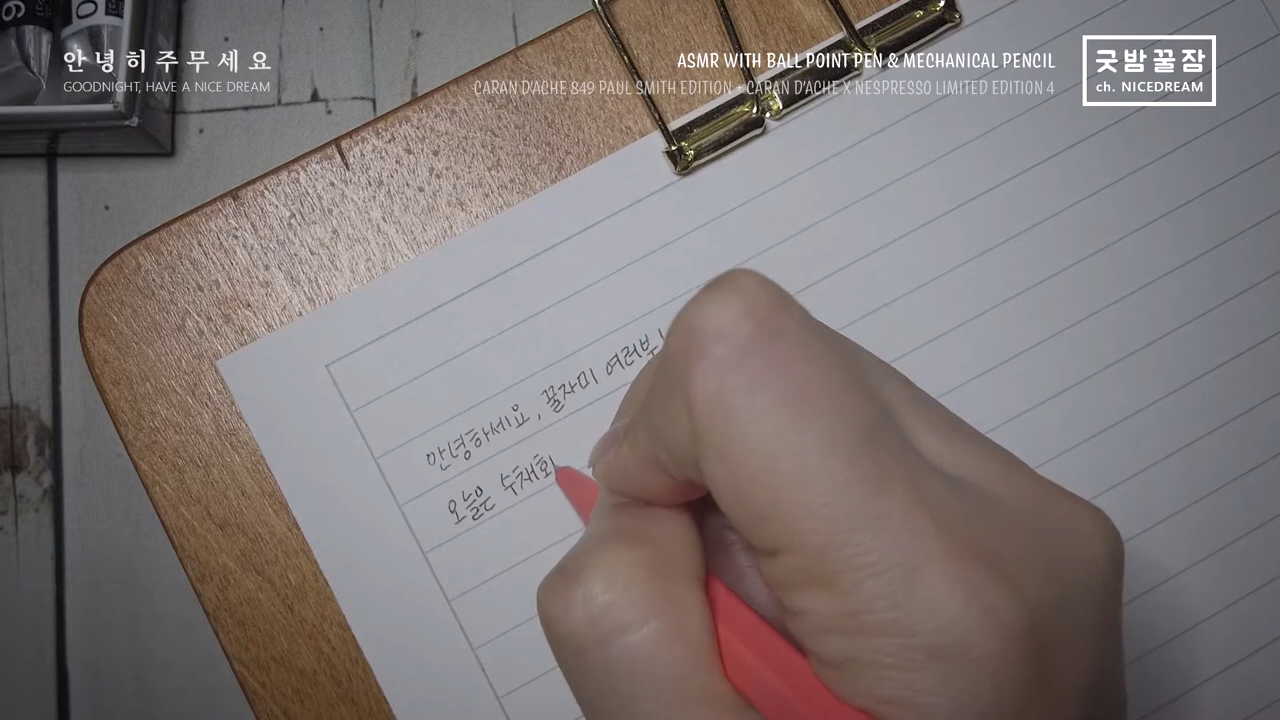 안녕히주무세요
GOODNIGHT, HAVE A NICE DREAM
ASMR WITH BALL POINT PEN & MECHANICAL PENCIL
CARAN D'ACHE 849 PAUL SMITH EDITION + CARAN D'ACHE X NESPRESSO LIMITED EDITION 4
굿밤꿀잠
ch. NICEDREAM
안녕하세요, 꿀자미 여러부
오늘은 수채화